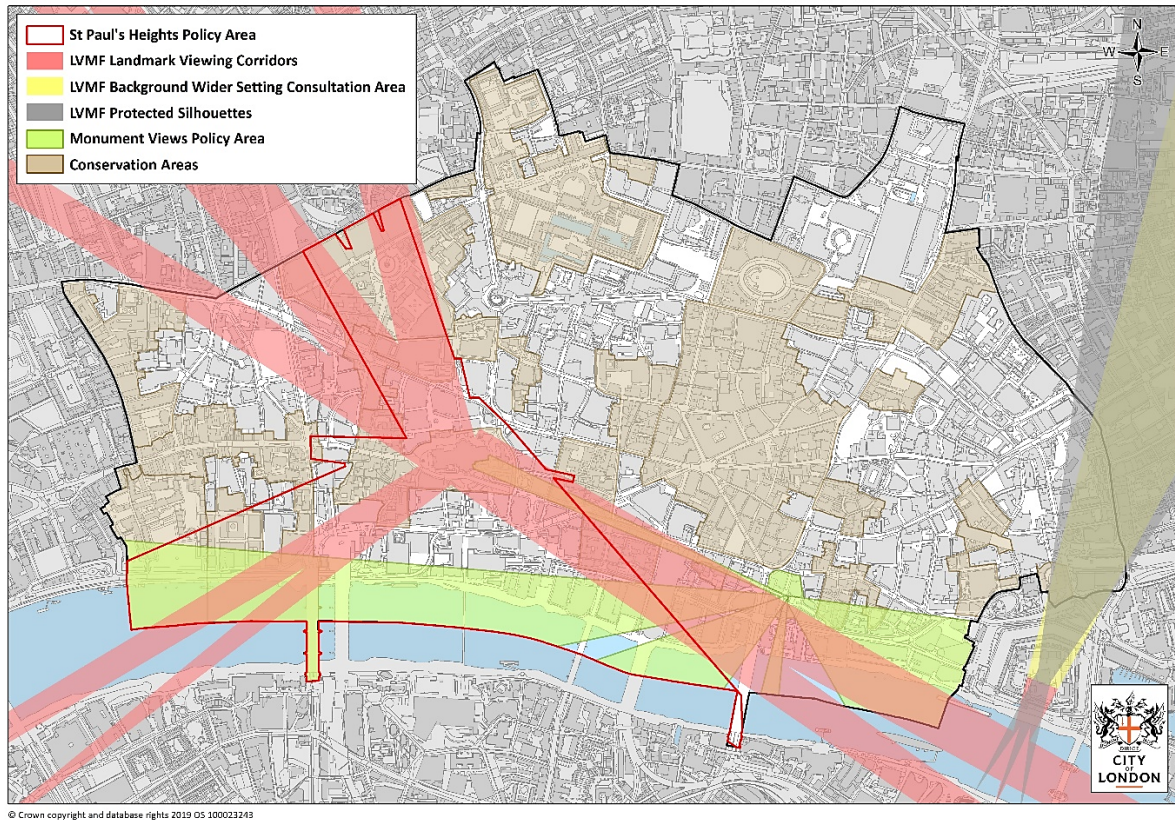 St Paul's Heights Policy Area
LVMF Landmark Viewing Corridors
LVMF Background Wider Setting Consultation Area
LVMF Protected Silhouettes
Monument Views Policy Area
Conservation Areas
N
W E
S
CITY
OF
LONDON
© Crown copyright and database rights 2019 OS 100023243